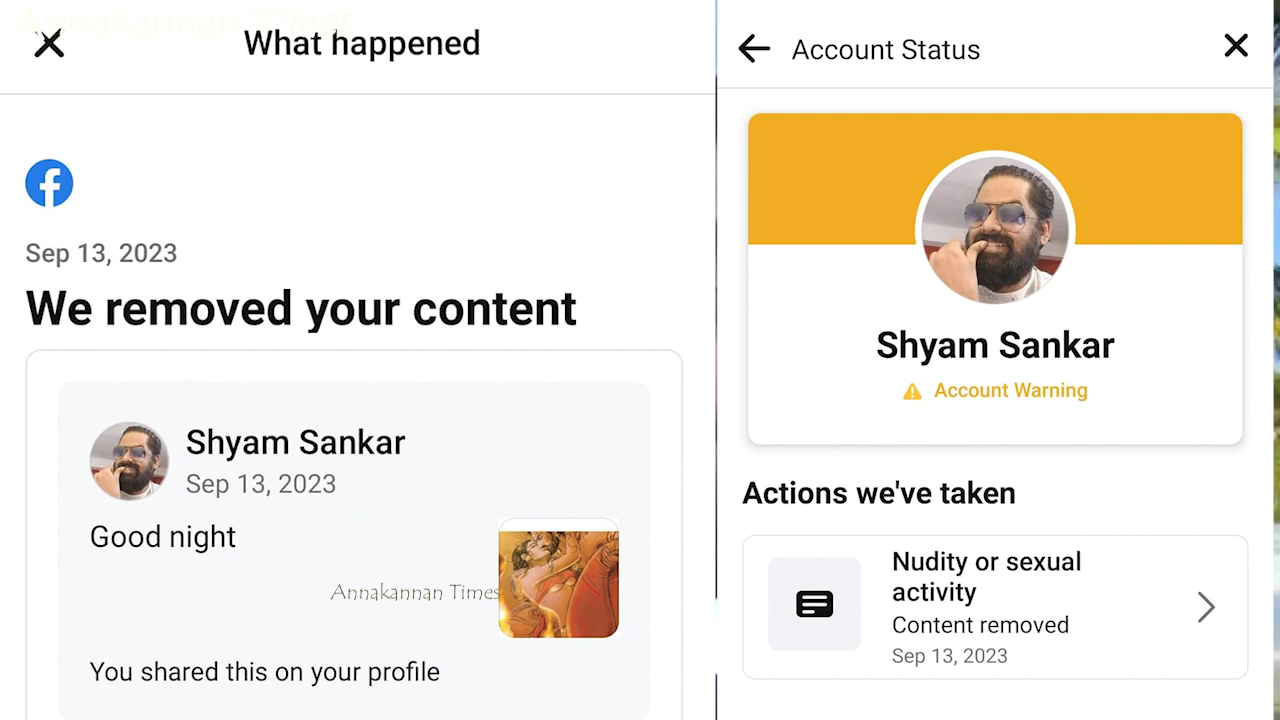 AnnaKannan Times
What happened
Sep 13, 2023
We removed your content
Shyam Sankar
Sep 13, 2023
Good night
Annakannan Times
You shared this on your profile
Account Status
Shyam Sankar
Account Warning
Actions we've taken
Nudity or sexual
activity
Content removed
Sep 13, 2023